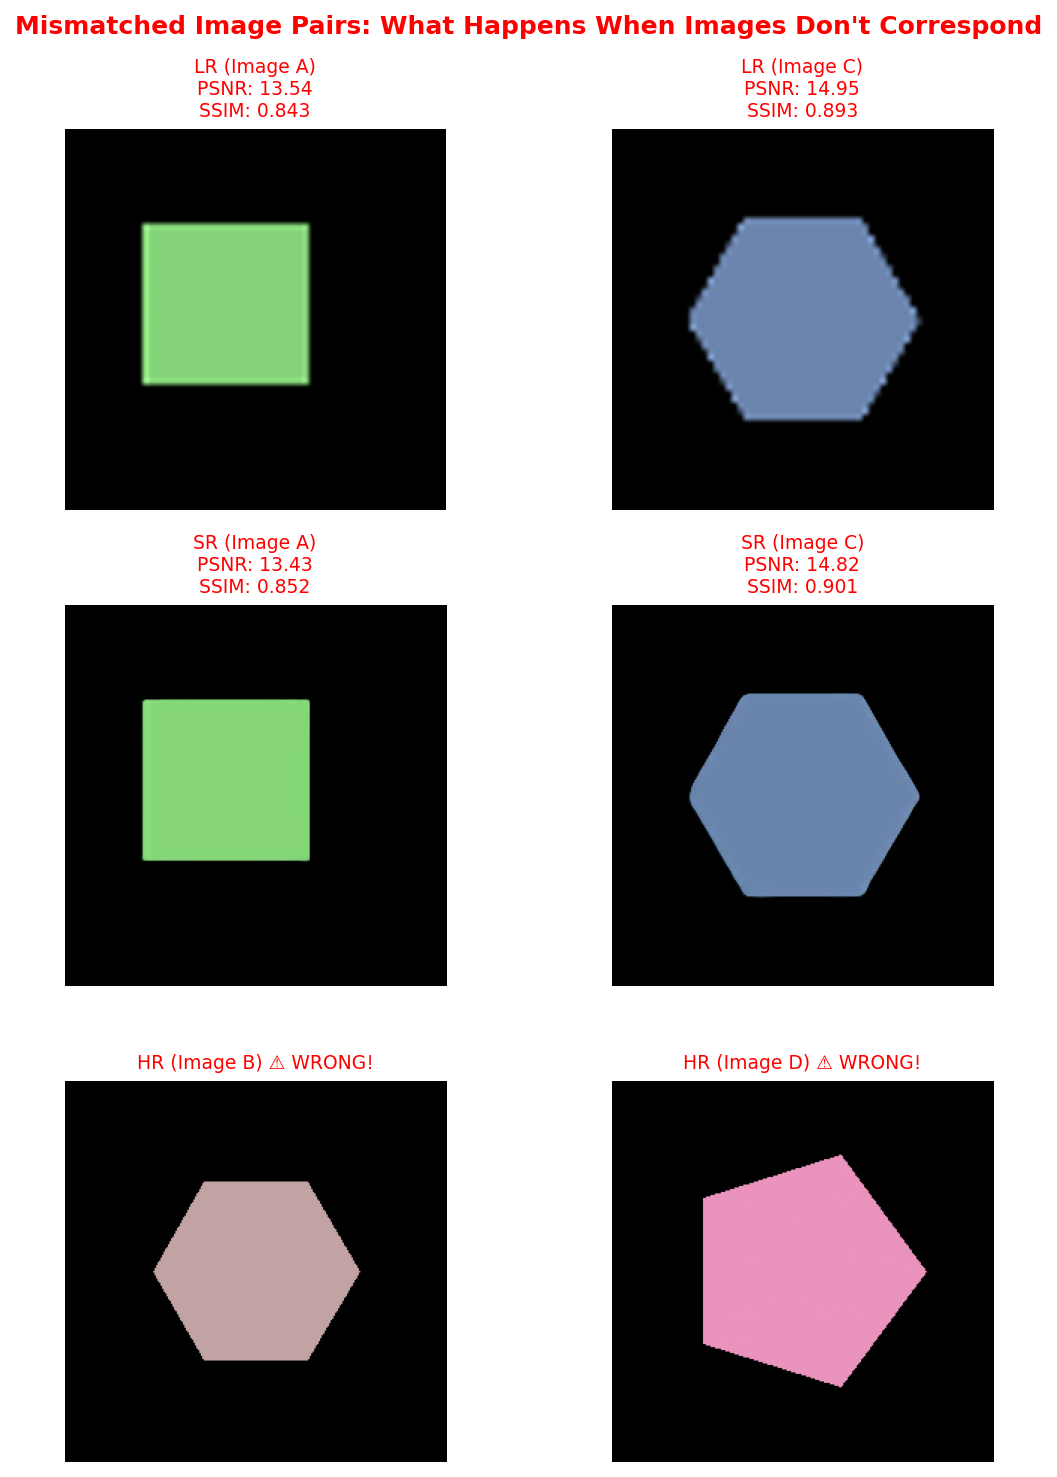 Mismatched Image Pairs: What Happens When Images Don't Correspond
LR (Image A)
PSNR: 13.54
SSIM: 0.843
LR (Image C)
PSNR: 14.95
SSIM: 0.893
SR (Image A)
PSNR: 13.43
SSIM: 0.852
SR (Image C)
PSNR: 14.82
SSIM: 0.901
HR (Image B) ⚠ WRONG!
HR (Image D) ⚠ WRONG!